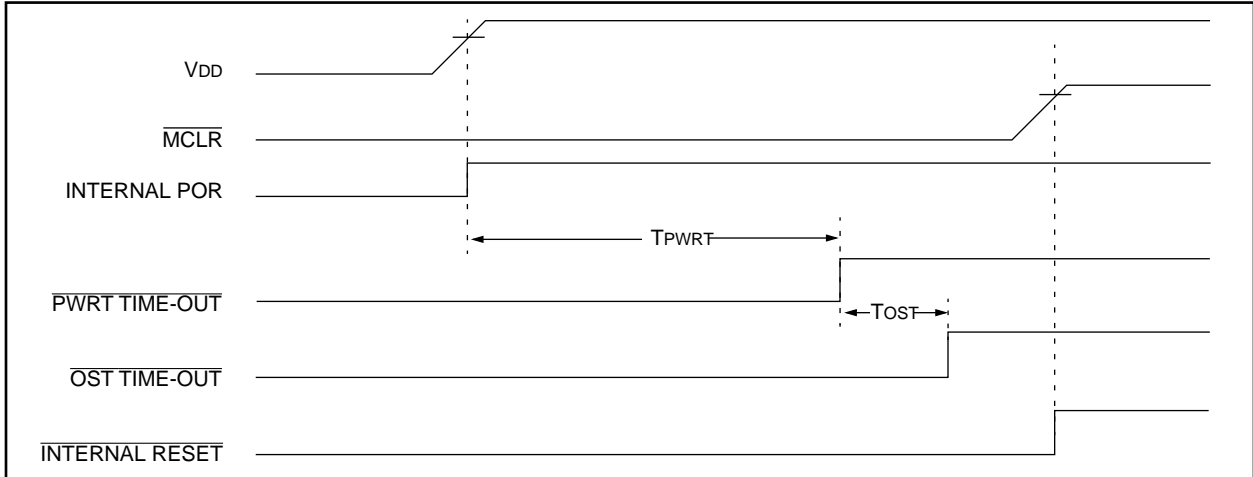 VDD
MCLR
INTERNAL POR
TPWRT
PWRT TIME-OUT
TOST
OST TIME-OUT
INTERNAL RESET